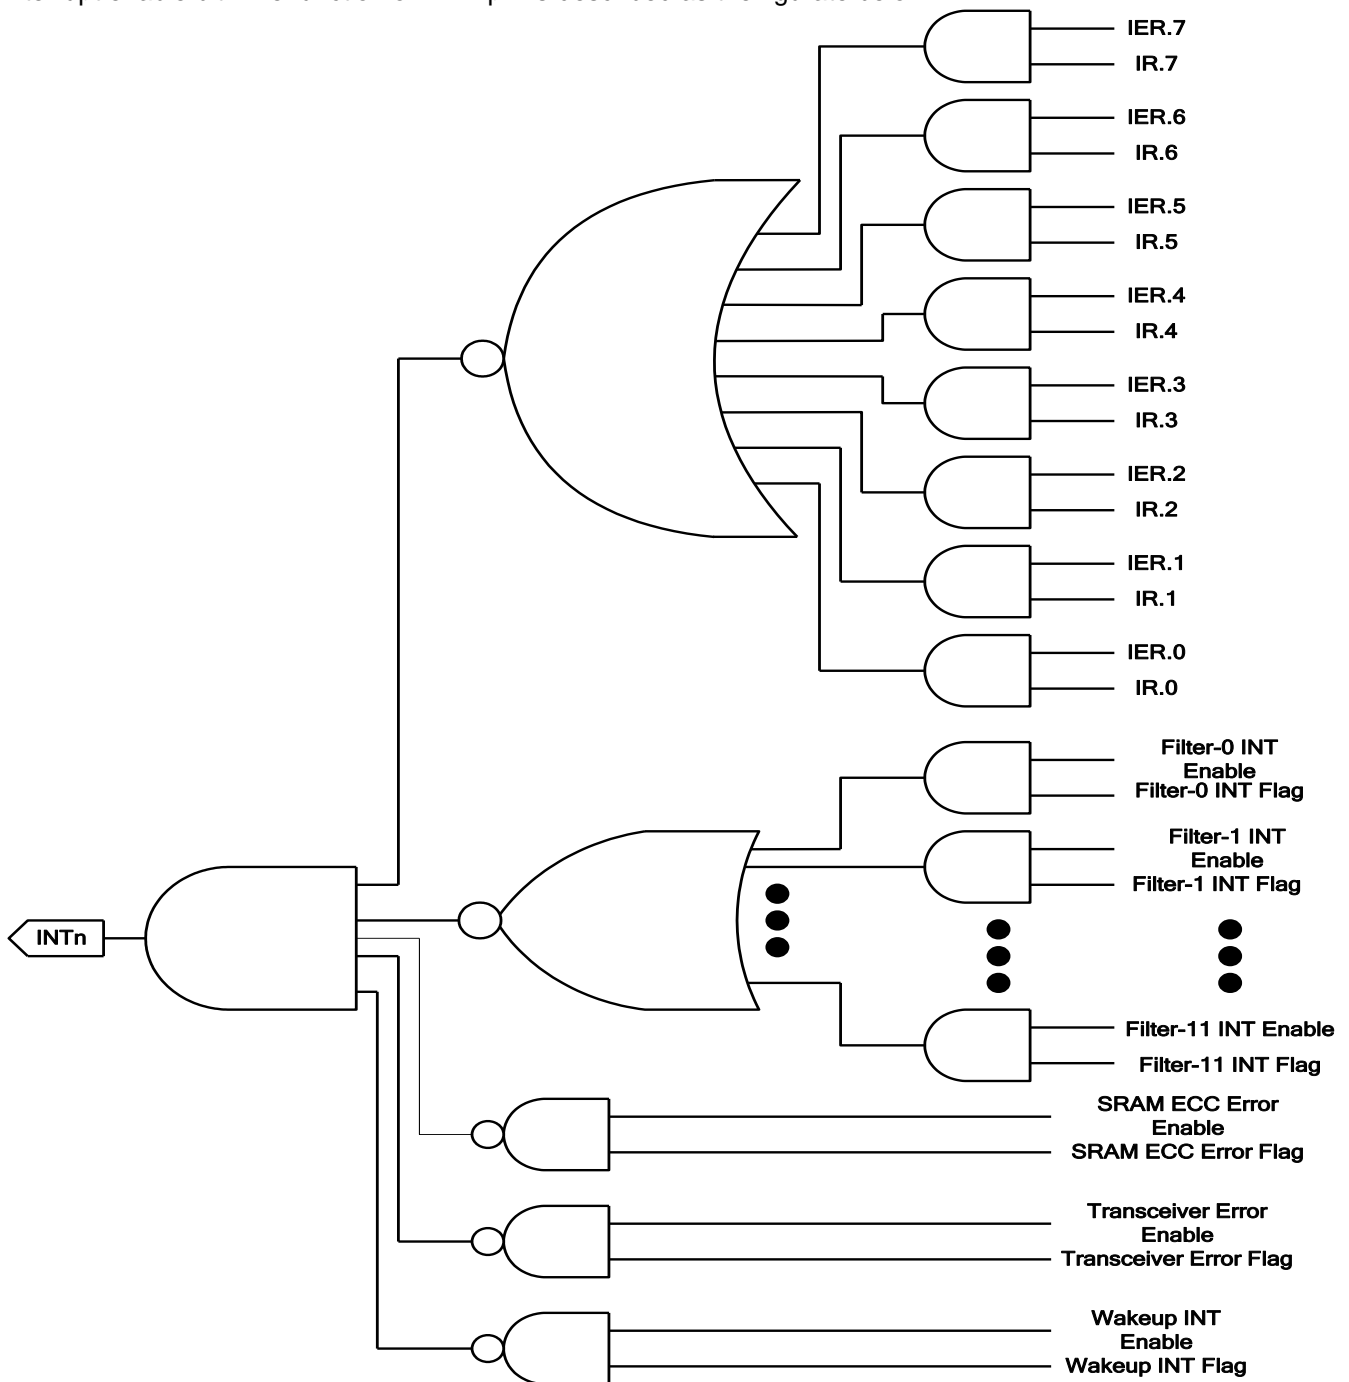 IER.7
IR.7
IER.6
IR.6
IER.5
IR.5
IER.4
IR.4
IER.3
IR.3
IER.2
IR.2
IER.1
IR.1
IER.0
IR.0
Filter-0 INT
Enable
Filter-0 INT Flag
Filter-1 INT
Enable
Filter-1 INT Flag
INTn
Filter-11 INT Enable
Filter-11 INT Flag
SRAM ECC Error
Enable
SRAM ECC Error Flag
Transceiver Error
Enable
Transceiver Error Flag
Wakeup INT
Enable
Wakeup INT Flag